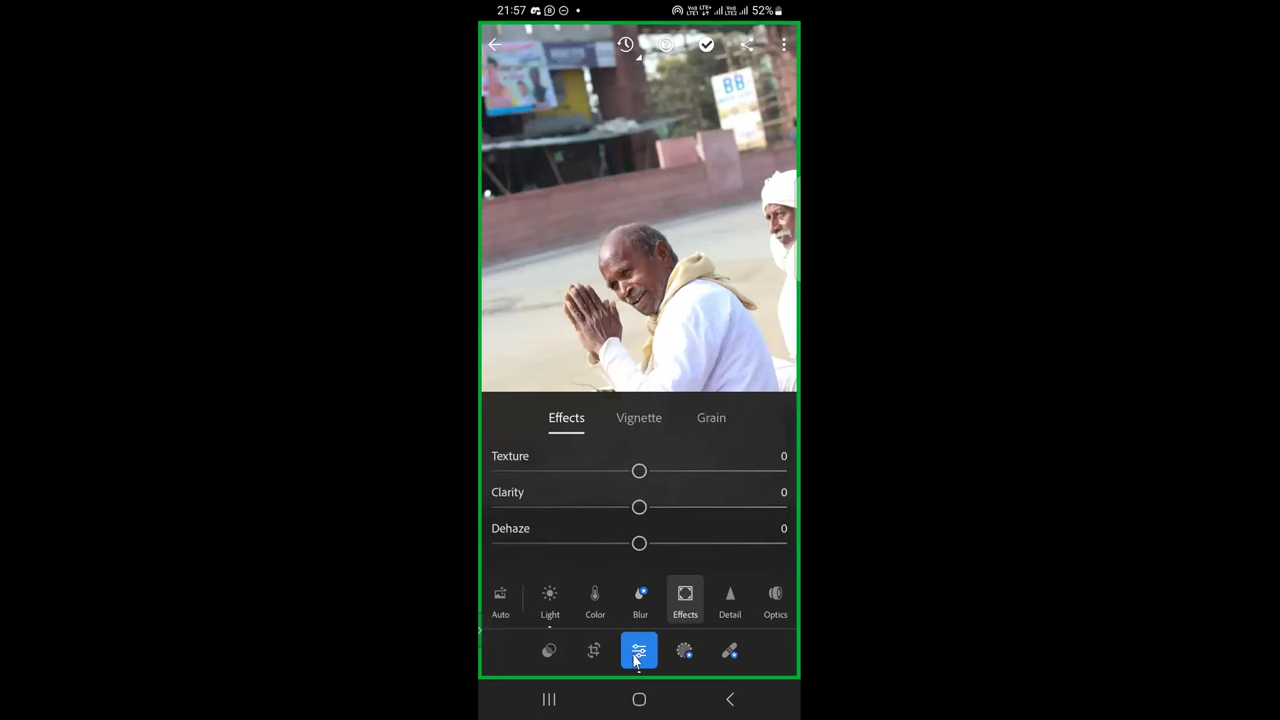 21:57
52%
BB
Effects Vignette Grain
Texture 0
Clarity 0
Dehaze 0
Auto Light Color Blur Effects Detail Optics